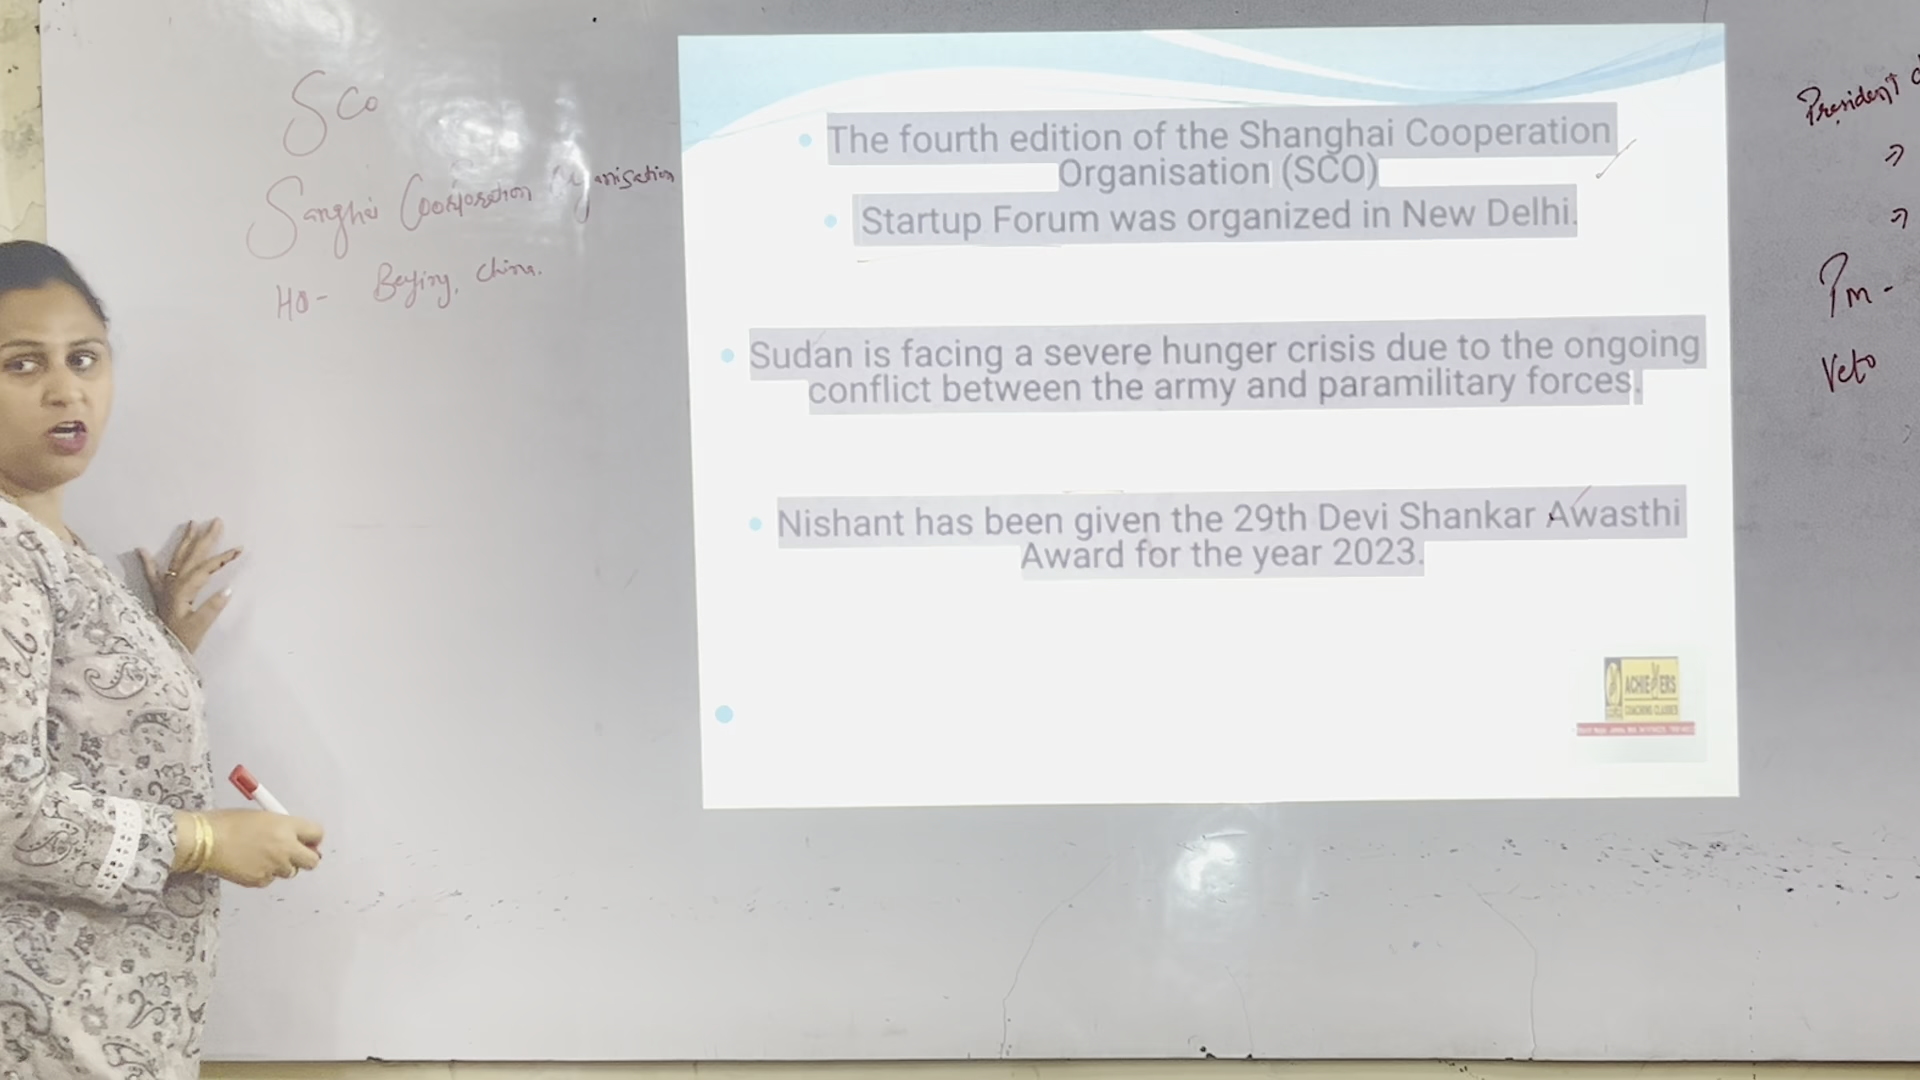 SCO
Sanghai Cooperation Organisation
HQ- Beijing, China.
The fourth edition of the Shanghai Cooperation
Organisation (SCO)
Startup Forum was organized in New Delhi.
Sudan is facing a severe hunger crisis due to the ongoing
conflict between the army and paramilitary forces.
Nishant has been given the 29th Devi Shankar Awasthi
Award for the year 2023.
ACHIEVERS
COACHING CLASSES
President
Pm -
Veto